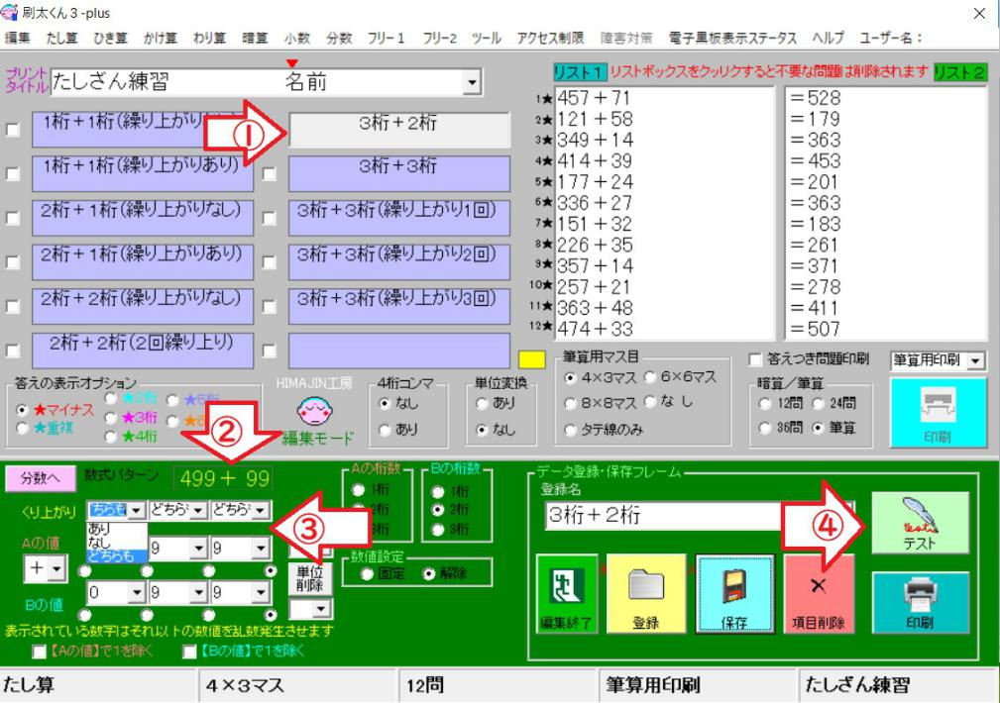 刷太くん３-plus
編集 たし算 ひき算 かけ算 わり算 暗算 小数 分数 フリー１ フリー2 ツール アクセス制限 障害対策 電子黒板表示ステータス ヘルプ ユーザー名：
プリントタイトル たしざん練習 名前
リスト１ リストボックスをクッリクすると不要な問題は削除されます リスト２
1桁＋1桁(繰り上がり
① 3桁＋2桁
1桁＋1桁(繰り上がりあり) 3桁＋3桁
2桁＋1桁(繰り上がりなし) 3桁＋3桁(繰り上がり1回)
2桁＋1桁(繰り上がりあり) 3桁＋3桁(繰り上がり2回)
2桁＋2桁(繰り上がりなし) 3桁＋3桁(繰り上がり3回)
2桁＋2桁(2回繰り上り)
1★ 457＋71 ＝528
2★ 121＋58 ＝179
3★ 349＋14 ＝363
4★ 414＋39 ＝453
5★ 177＋24 ＝201
6★ 336＋27 ＝363
7★ 151＋32 ＝183
8★ 226＋35 ＝261
9★ 357＋14 ＝371
10★ 257＋21 ＝278
11★ 363＋48 ＝411
12★ 474＋33 ＝507
答えの表示オプション
★マイナス ★2桁 ★5桁
★重複 ★3桁 ★6
★4桁
②
HIMAJIN工房
編集モード
4桁コンマ
なし
あり
単位変換
あり
なし
筆算用マス目
4×3マス 6×6マス
8×8マス なし
タテ線のみ
答えつき問題印刷 筆算用印刷
暗算／筆算
12問 24問
36問 筆算
印刷
分数へ 数式パターン 499＋ 99
くり上がり ちらも どちら どちら
あり
なし
どちらも
Aの値 9 9
＋
Bの値 0 9 9
③
単位削除
Aの桁数
1桁
2桁
3桁
Bの桁数
1桁
2桁
3桁
数値設定
固定 解除
表示されている数字はそれ以下の数値を乱数発生させます
【Aの値】で1を除く 【Bの値】で1を除く
データ登録・保存フレーム
登録名
3桁＋2桁
④
test
テスト
編集終了 登録 保存 項目削除 印刷
たし算 4×3マス 12問 筆算用印刷 たしざん練習